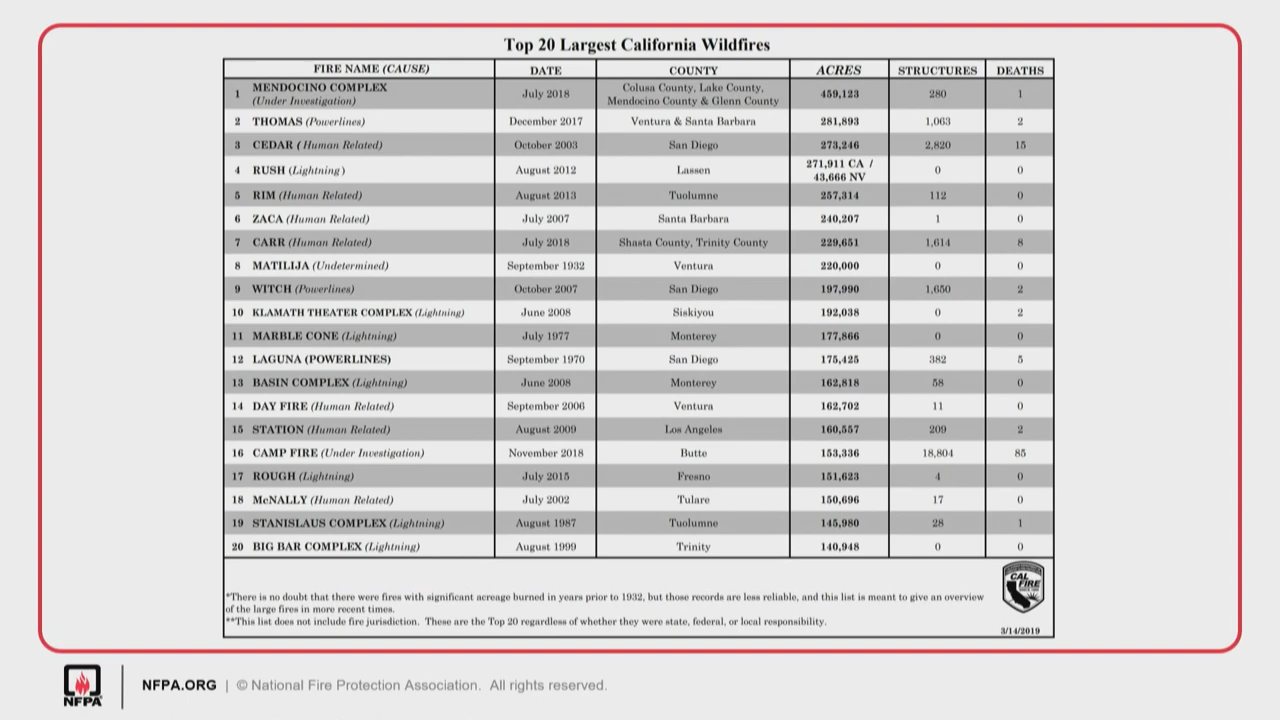 Top 20 Largest California Wildfires
FIRE NAME (CAUSE) DATE COUNTY ACRES STRUCTURES DEATHS
1 MENDOCINO COMPLEX (Under Investigation) July 2018 Colusa County, Lake County, Mendocino County & Glenn County 459,123 280 1
2 THOMAS (Powerlines) December 2017 Ventura & Santa Barbara 281,893 1,063 2
3 CEDAR ( Human Related) October 2003 San Diego 273,246 2,820 15
4 RUSH (Lightning ) August 2012 Lassen 271,911 CA / 43,666 NV 0 0
5 RIM (Human Related) August 2013 Tuolumne 257,314 112 0
6 ZACA (Human Related) July 2007 Santa Barbara 240,207 1 0
7 CARR (Human Related) July 2018 Shasta County, Trinity County 229,651 1,614 8
8 MATILIJA (Undetermined) September 1932 Ventura 220,000 0 0
9 WITCH (Powerlines) October 2007 San Diego 197,990 1,650 2
10 KLAMATH THEATER COMPLEX (Lightning) June 2008 Siskiyou 192,038 0 2
11 MARBLE CONE (Lightning) July 1977 Monterey 177,866 0 0
12 LAGUNA (POWERLINES) September 1970 San Diego 175,425 382 5
13 BASIN COMPLEX (Lightning) June 2008 Monterey 162,818 58 0
14 DAY FIRE (Human Related) September 2006 Ventura 162,702 11 0
15 STATION (Human Related) August 2009 Los Angeles 160,557 209 2
16 CAMP FIRE (Under Investigation) November 2018 Butte 153,336 18,804 85
17 ROUGH (Lightning) July 2015 Fresno 151,623 4 0
18 McNALLY (Human Related) July 2002 Tulare 150,696 17 0
19 STANISLAUS COMPLEX (Lightning) August 1987 Tuolumne 145,980 28 1
20 BIG BAR COMPLEX (Lightning) August 1999 Trinity 140,948 0 0
*There is no doubt that there were fires with significant acreage burned in years prior to 1932, but those records are less reliable, and this list is meant to give an overview
of the large fires in more recent times.
**This list does not include fire jurisdiction. These are the Top 20 regardless of whether they were state, federal, or local responsibility.
CAL
FIRE
3/14/2019
NFPA
NFPA.ORG | © National Fire Protection Association. All rights reserved.